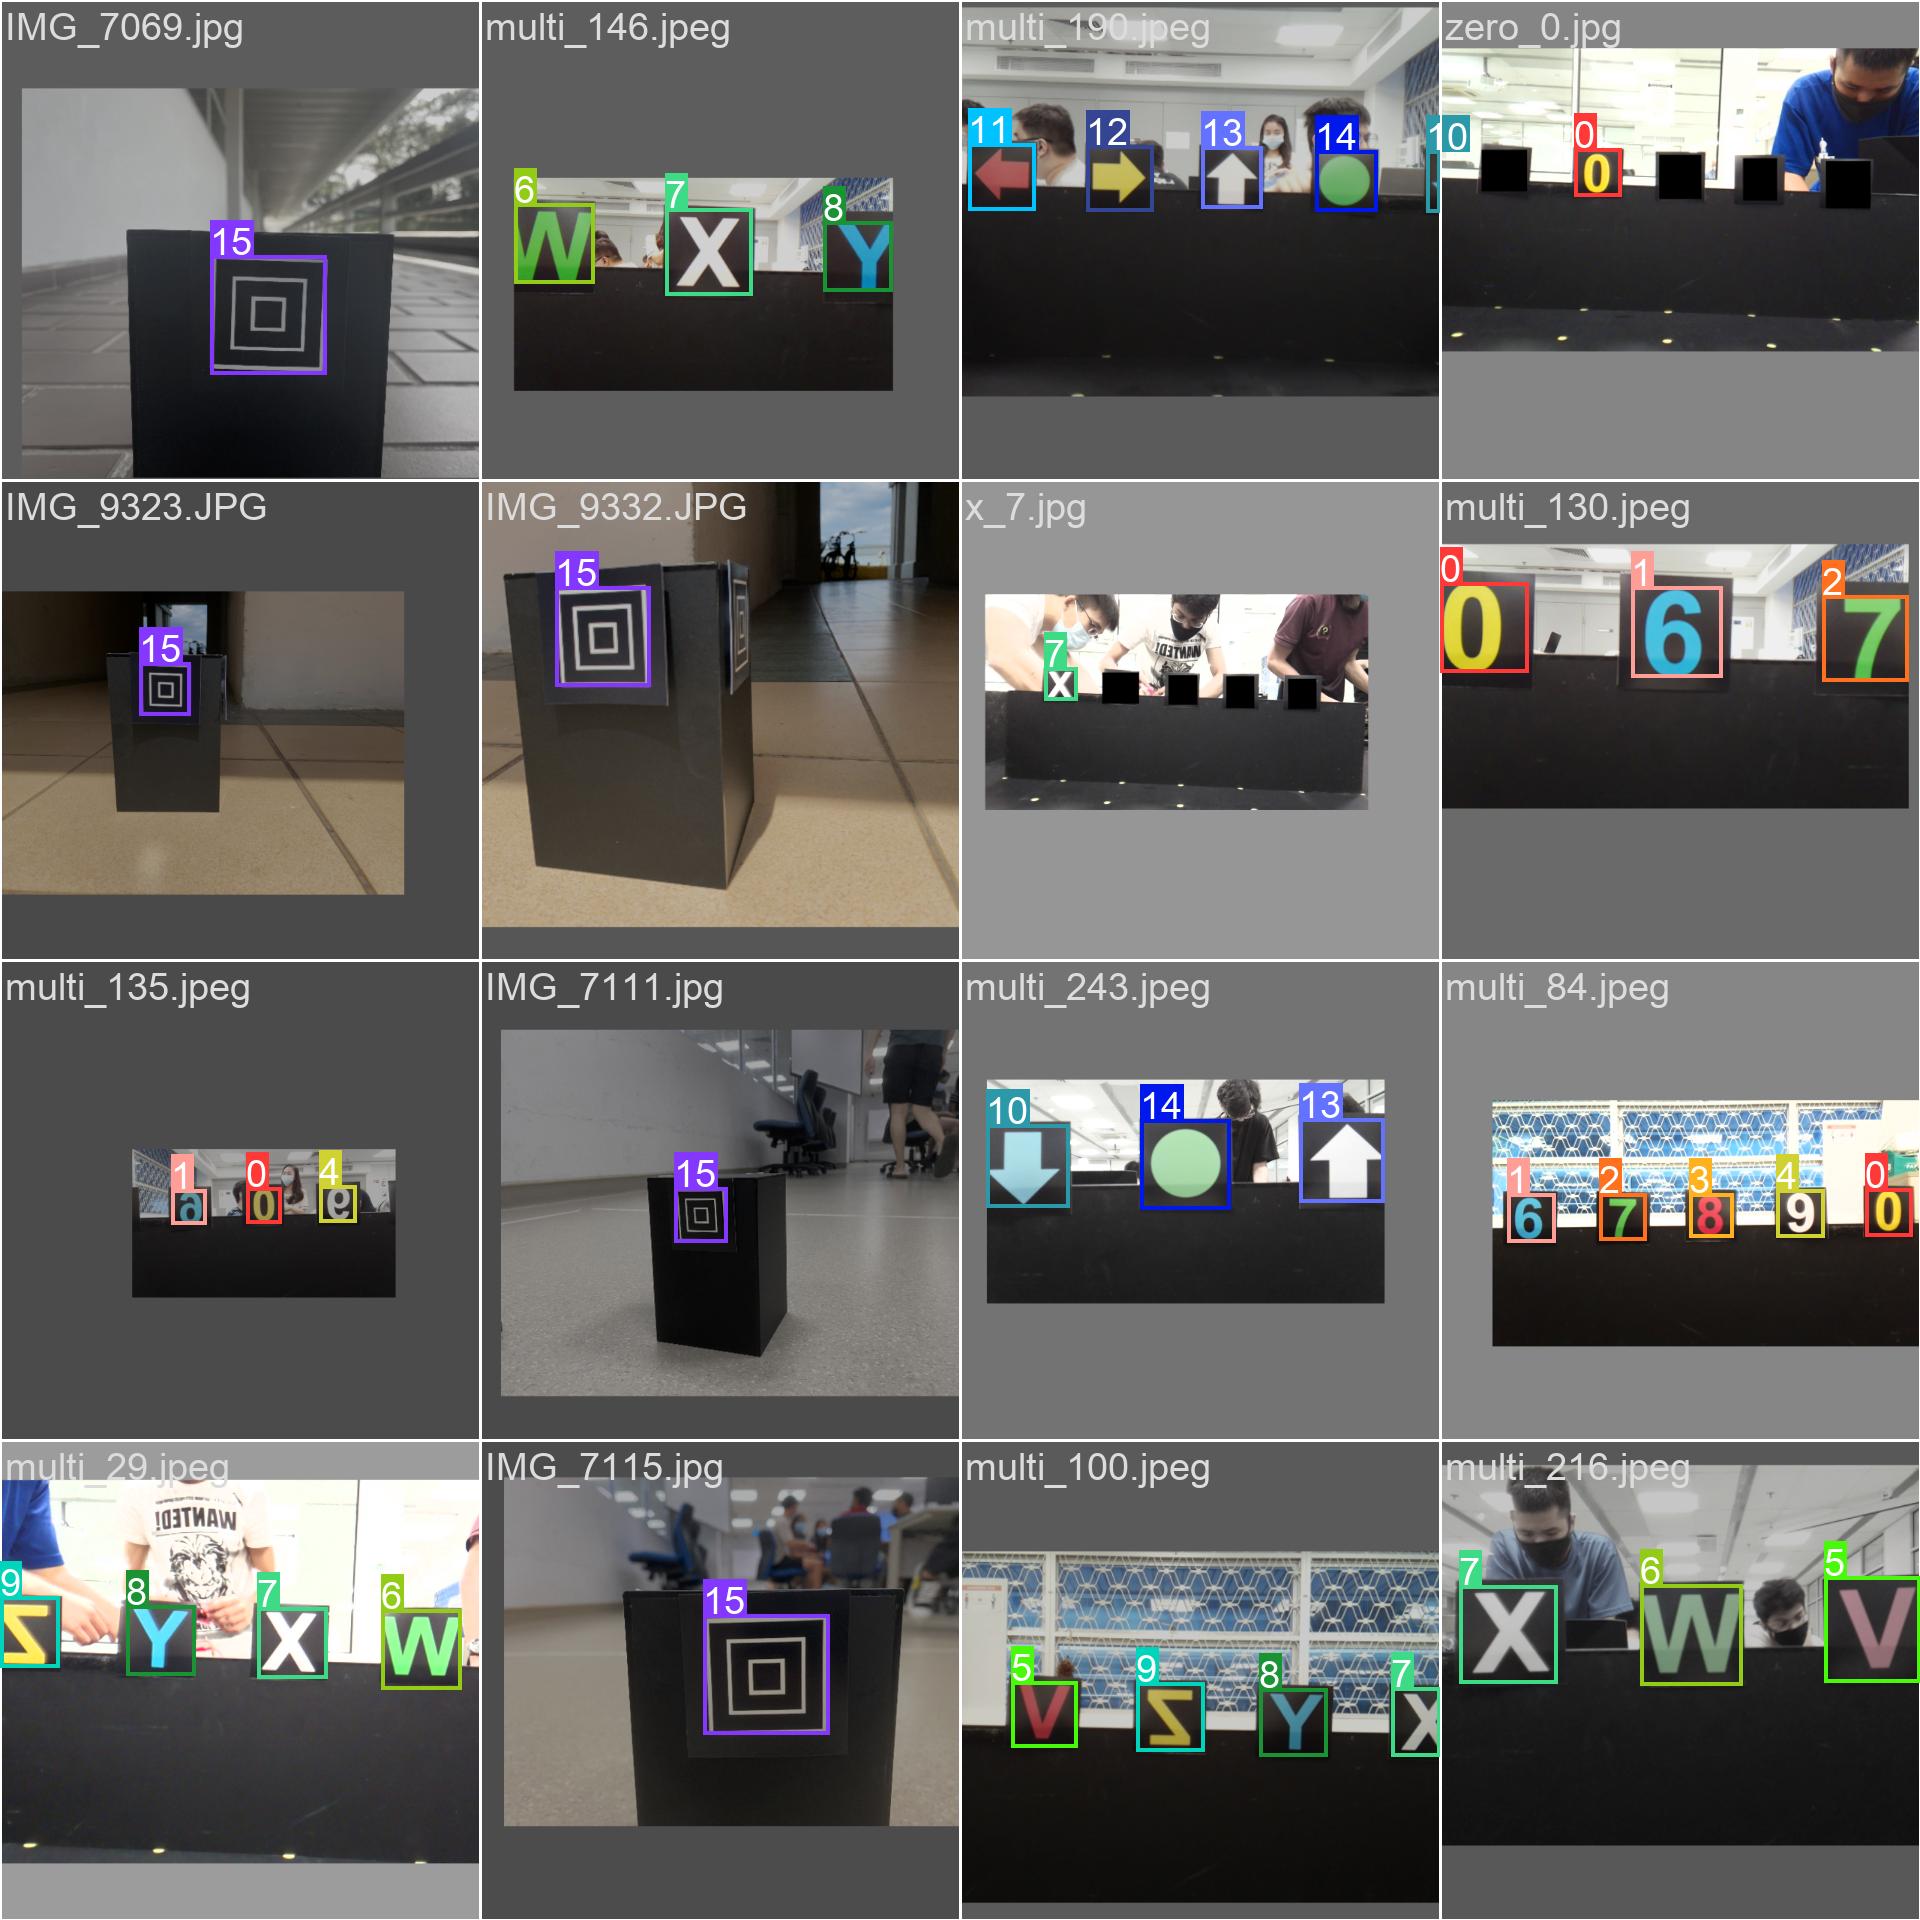 IMG_7069.jpg
15
multi_146.jpeg
6 7 8
W X Y
multi_190.jpeg
11 12 13 14 10
zero_0.jpg
0
0
IMG_9323.JPG
15
IMG_9332.JPG
15
x_7.jpg
WANTED!
7
X
multi_130.jpeg
0 1 2
0 6 7
multi_135.jpeg
1 0 4
6 0 9
IMG_7111.jpg
15
multi_243.jpeg
10 14 13
multi_84.jpeg
1 2 3 4 0
6 7 8 9 0
multi_29.jpeg
WANTED!
9 8 7 6
Z Y X W
IMG_7115.jpg
15
multi_100.jpeg
5 9 8 7
V Z Y X
multi_216.jpeg
7 6 5
X W V